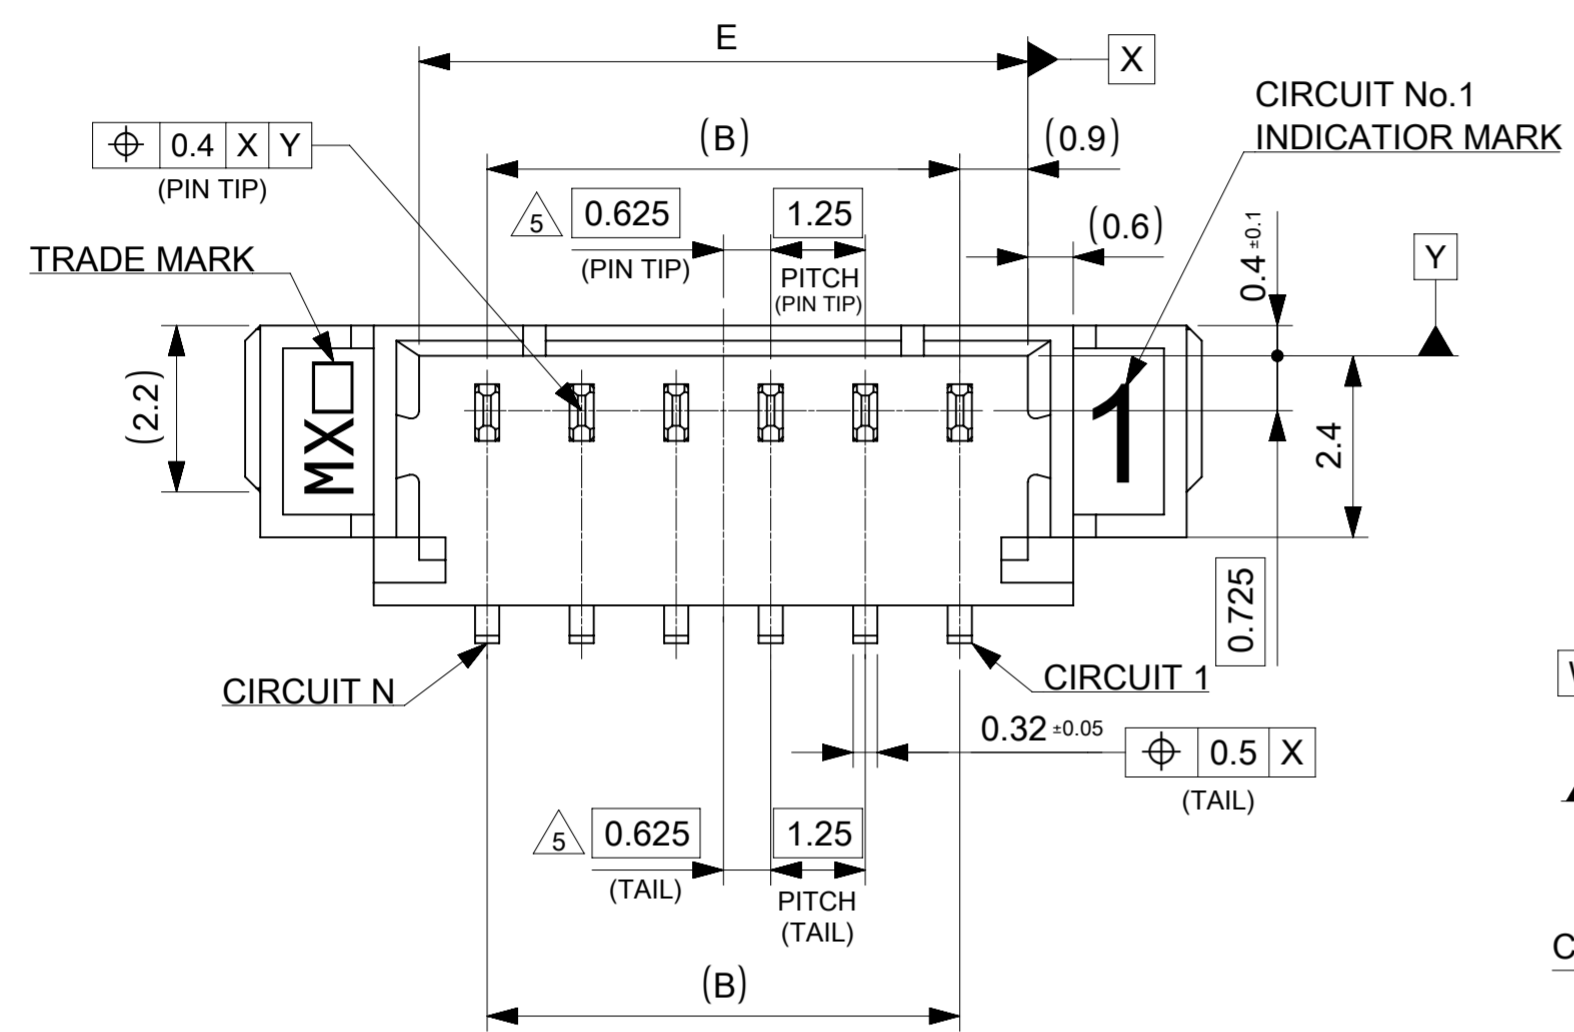 E
X
CIRCUIT No.1
INDICATIOR MARK
⌖ 0.4 X Y
(PIN TIP)
(B)
(0.9)
5 0.625
(PIN TIP)
1.25
PITCH
(PIN TIP)
(0.6)
0.4 ±0.1
Y
TRADE MARK
(2.2)
MX□
1
2.4
0.725
CIRCUIT N
CIRCUIT 1
0.32 ±0.05
⌖ 0.5 X
(TAIL)
5 0.625
(TAIL)
1.25
PITCH
(TAIL)
(B)
C